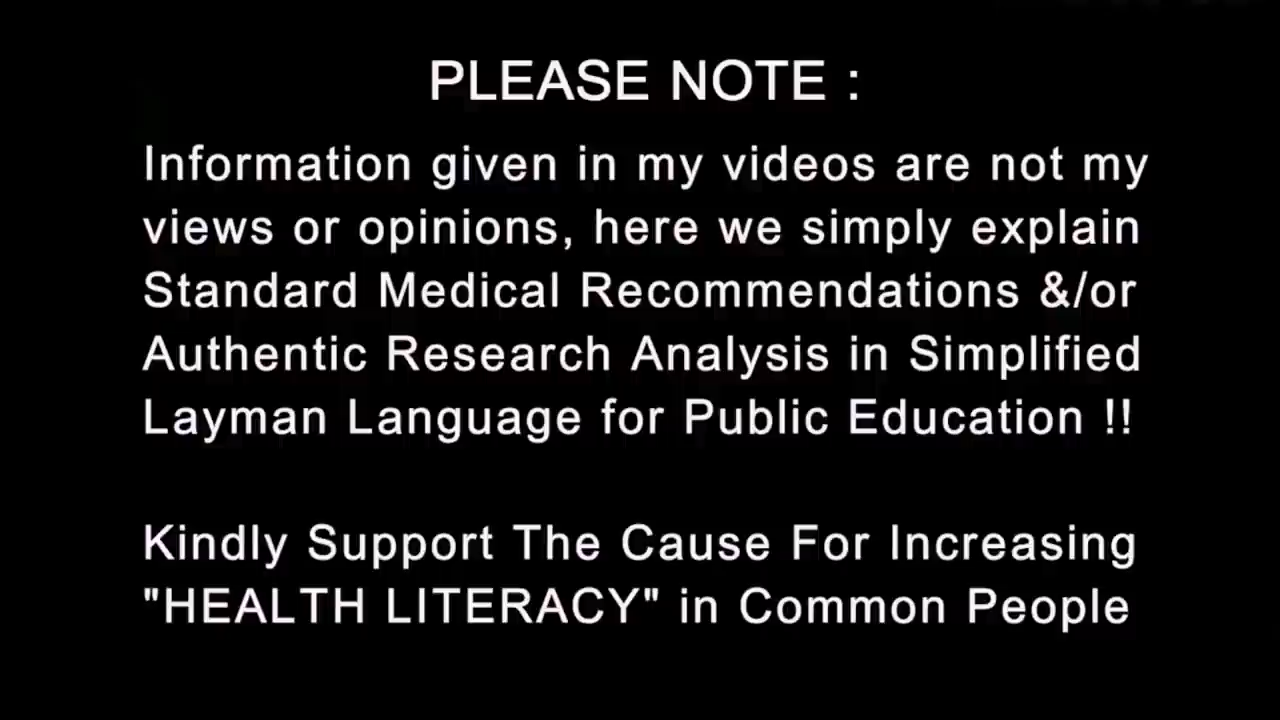 PLEASE NOTE :
Information given in my videos are not my
views or opinions, here we simply explain
Standard Medical Recommendations &/or
Authentic Research Analysis in Simplified
Layman Language for Public Education !!
Kindly Support The Cause For Increasing
"HEALTH LITERACY" in Common People